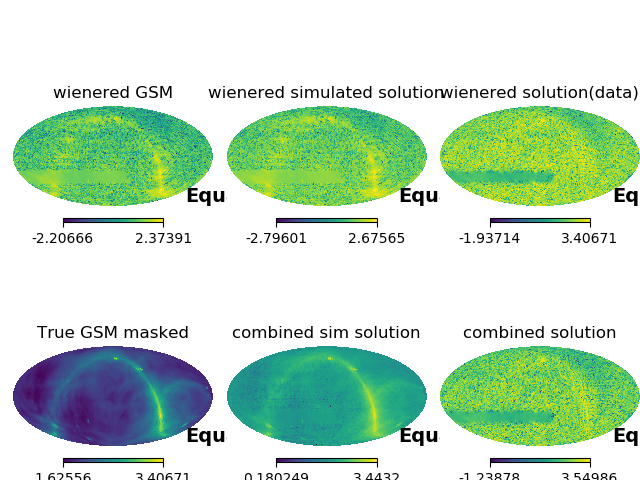 wienered GSM
wienered simulated solution
wienered solution(data)
Equ
Equ
Eq
-2.20666 2.37391
-2.79601 2.67565
-1.93714 3.40671
True GSM masked
combined sim solution
combined solution
Equ
Equ
Eq
1.62556 3.40671
0.180249 3.4432
-1.23878 3.54986